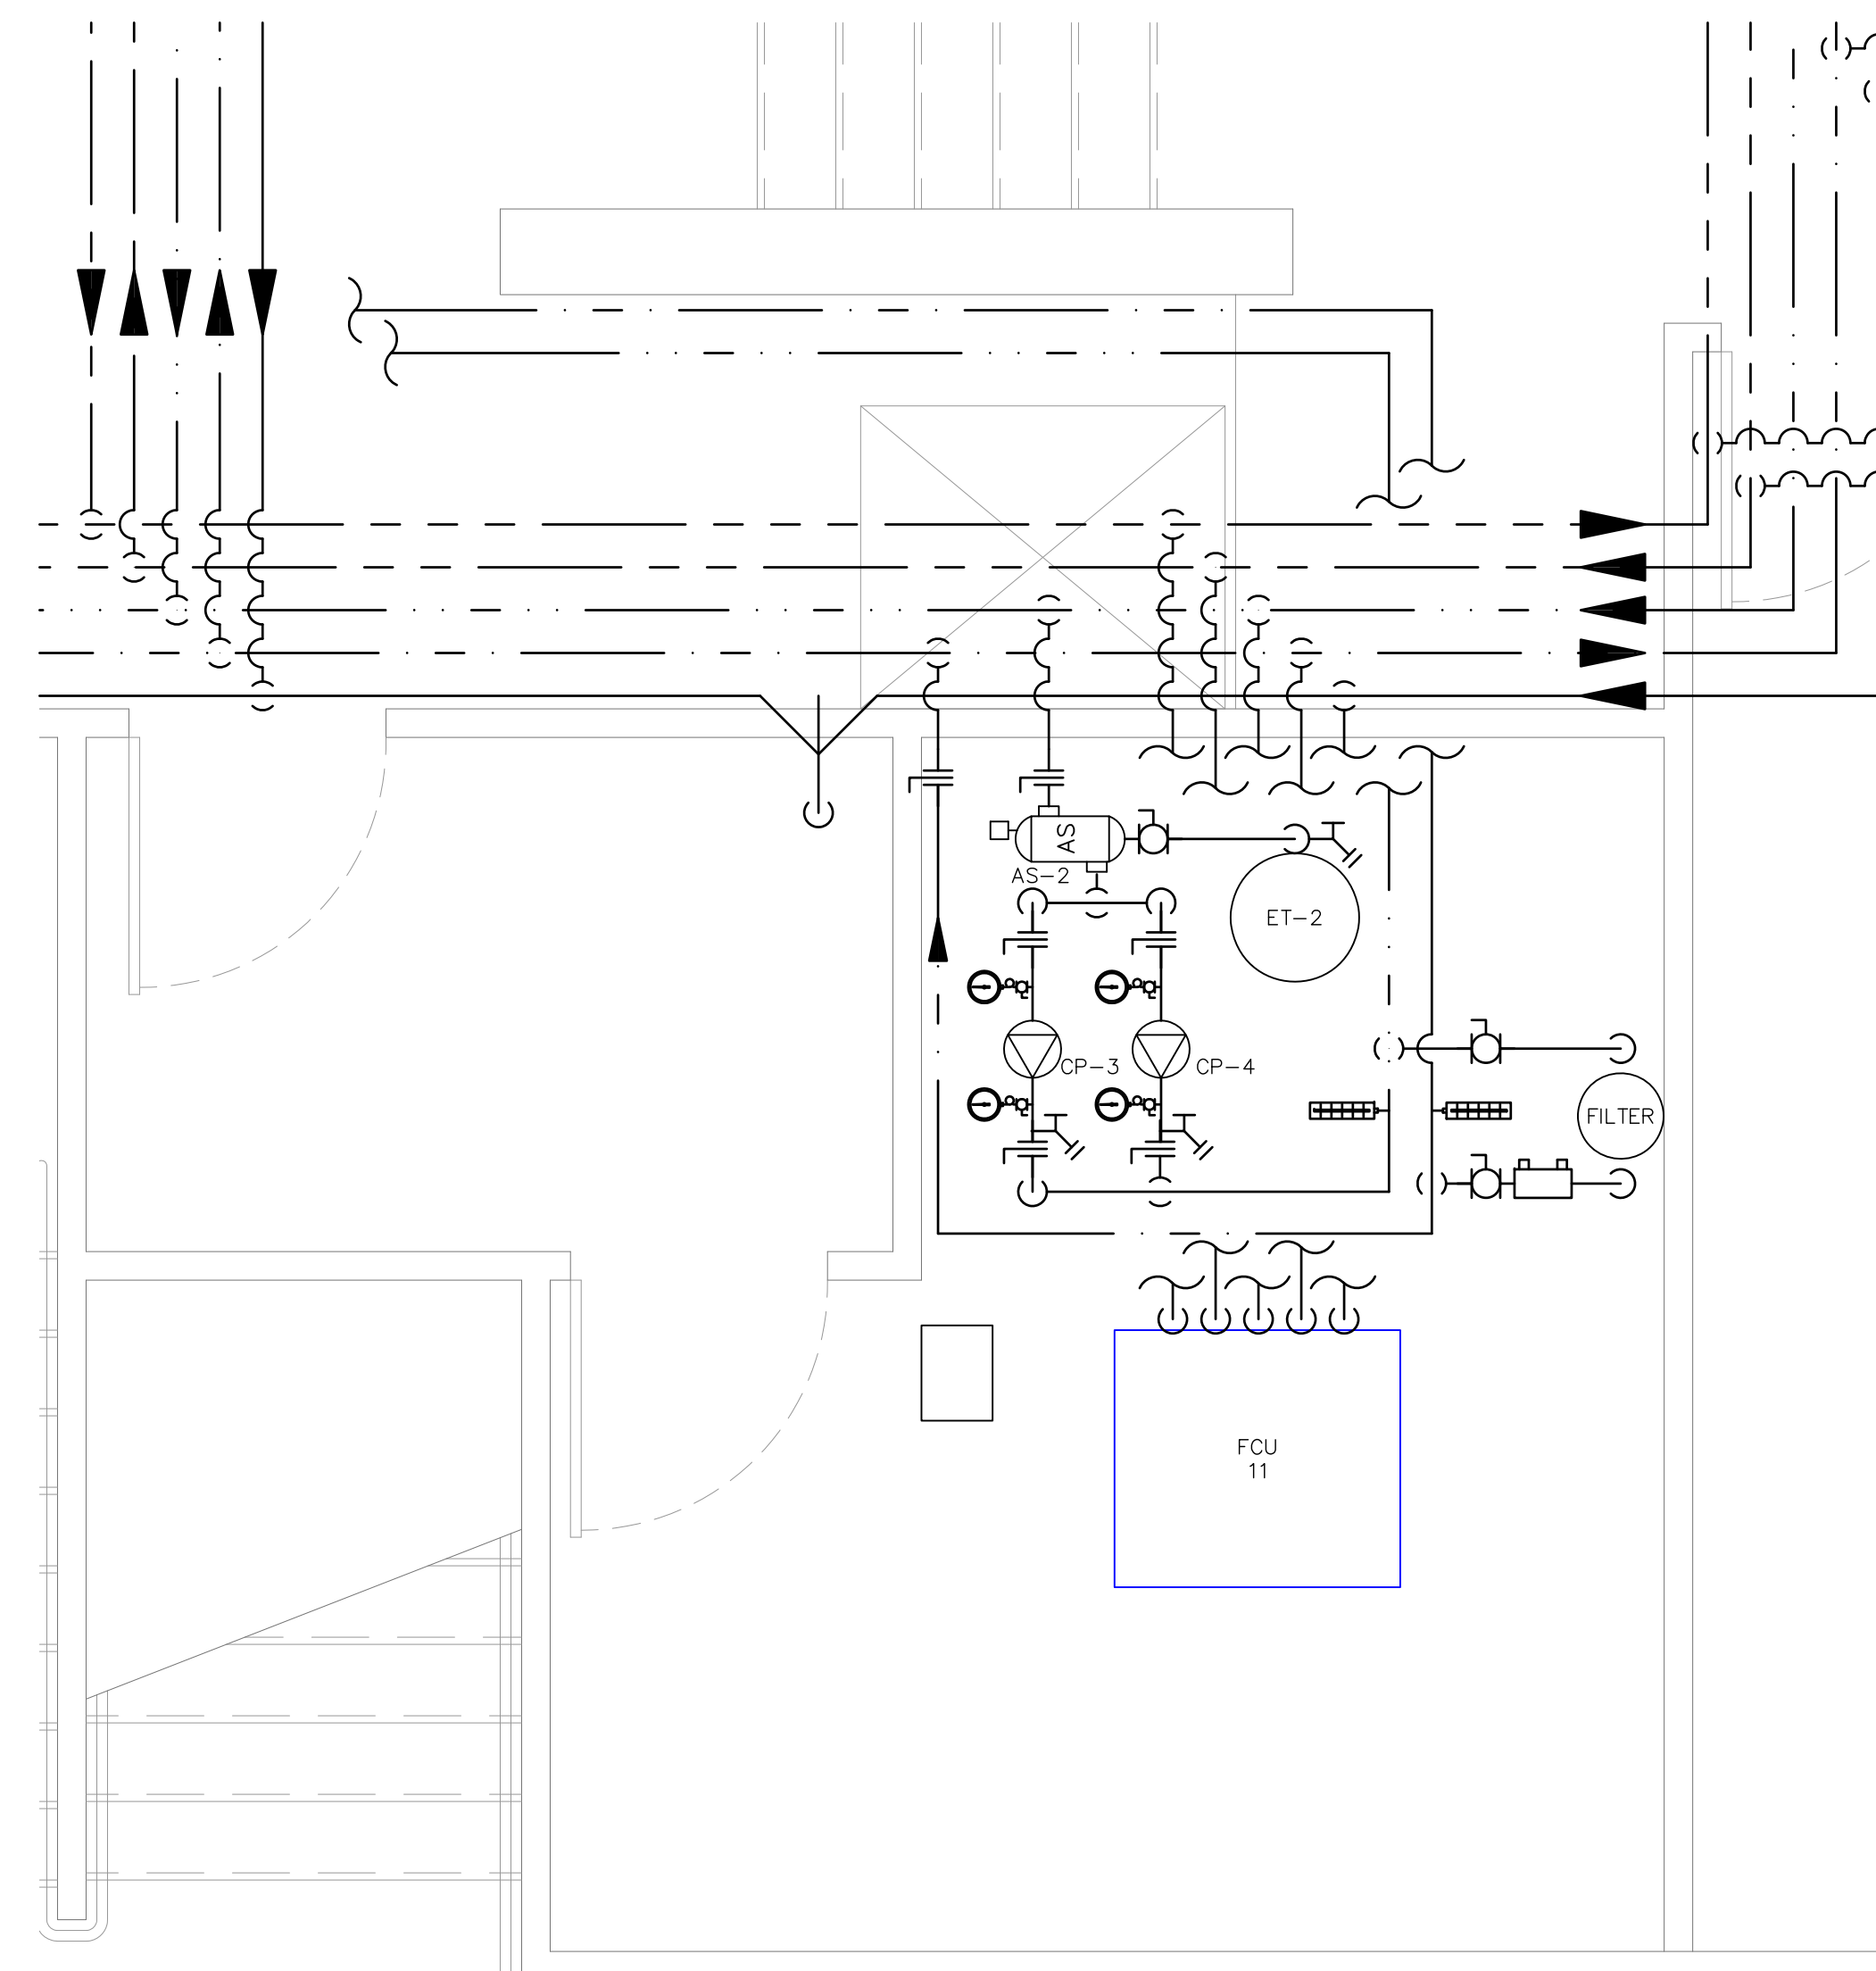 AS
AS-2
ET-2
CP-3
CP-4
FILTER
FCU
11